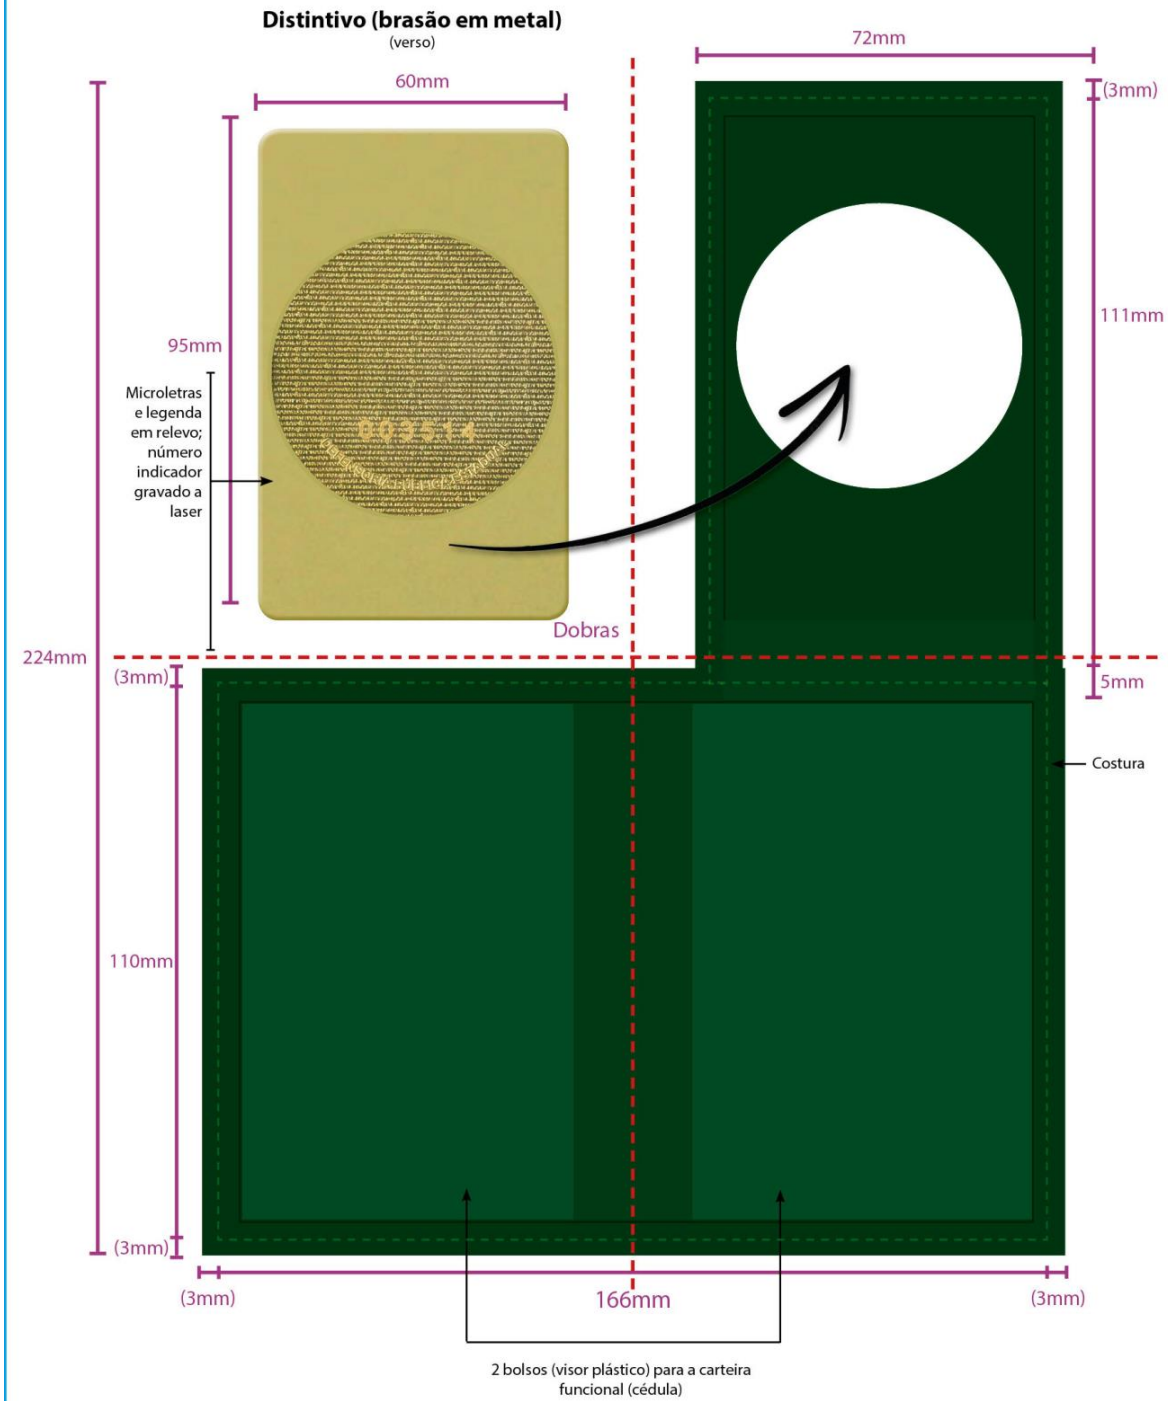 Distintivo (brasão em metal)
(verso)
72mm
60mm
(3mm)
111mm
95mm
Microletras
e legenda
em relevo;
número
indicador
gravado a
laser
003514
Dobras
224mm
(3mm)
5mm
Costura
110mm
(3mm)
(3mm)
166mm
(3mm)
2 bolsos (visor plástico) para a carteira
funcional (cédula)